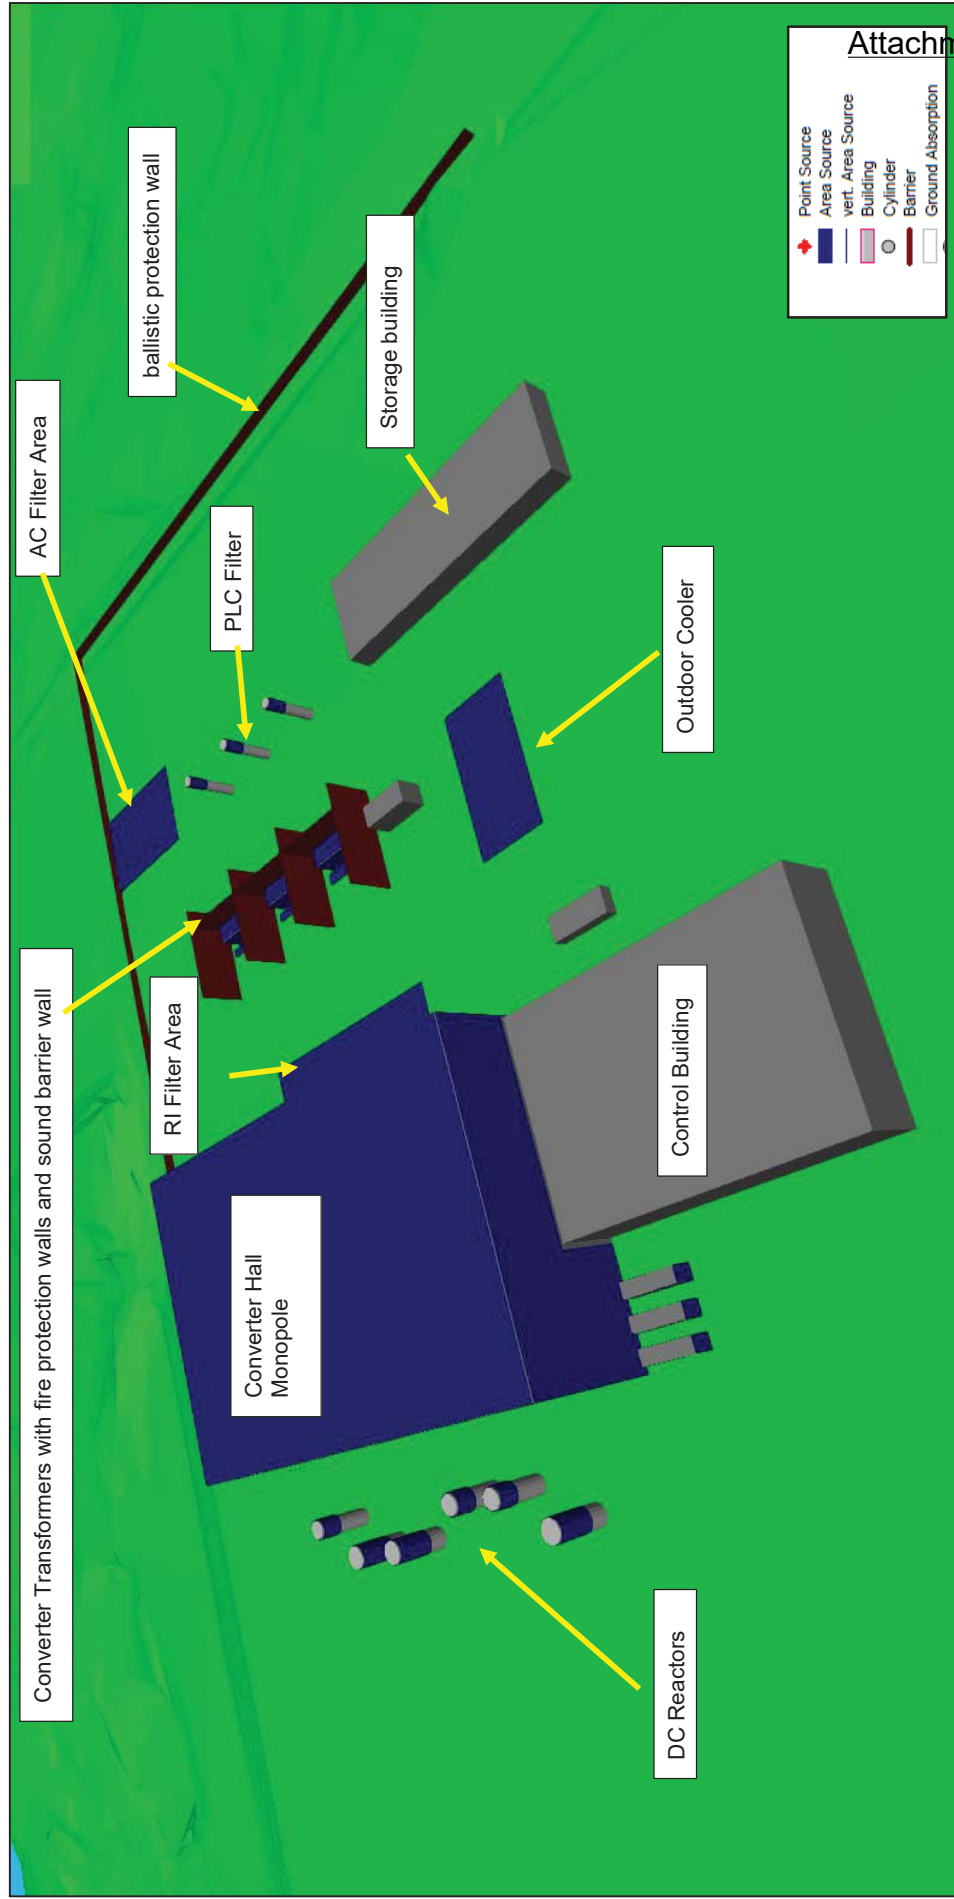 Attachm
Converter Transformers with fire protection walls and sound barrier wall
AC Filter Area
ballistic protection wall
RI Filter Area
PLC Filter
Storage building
Converter Hall
Monopole
Outdoor Cooler
Control Building
DC Reactors
Point Source
Area Source
vert. Area Source
Building
Cylinder
Barrier
Ground Absorption